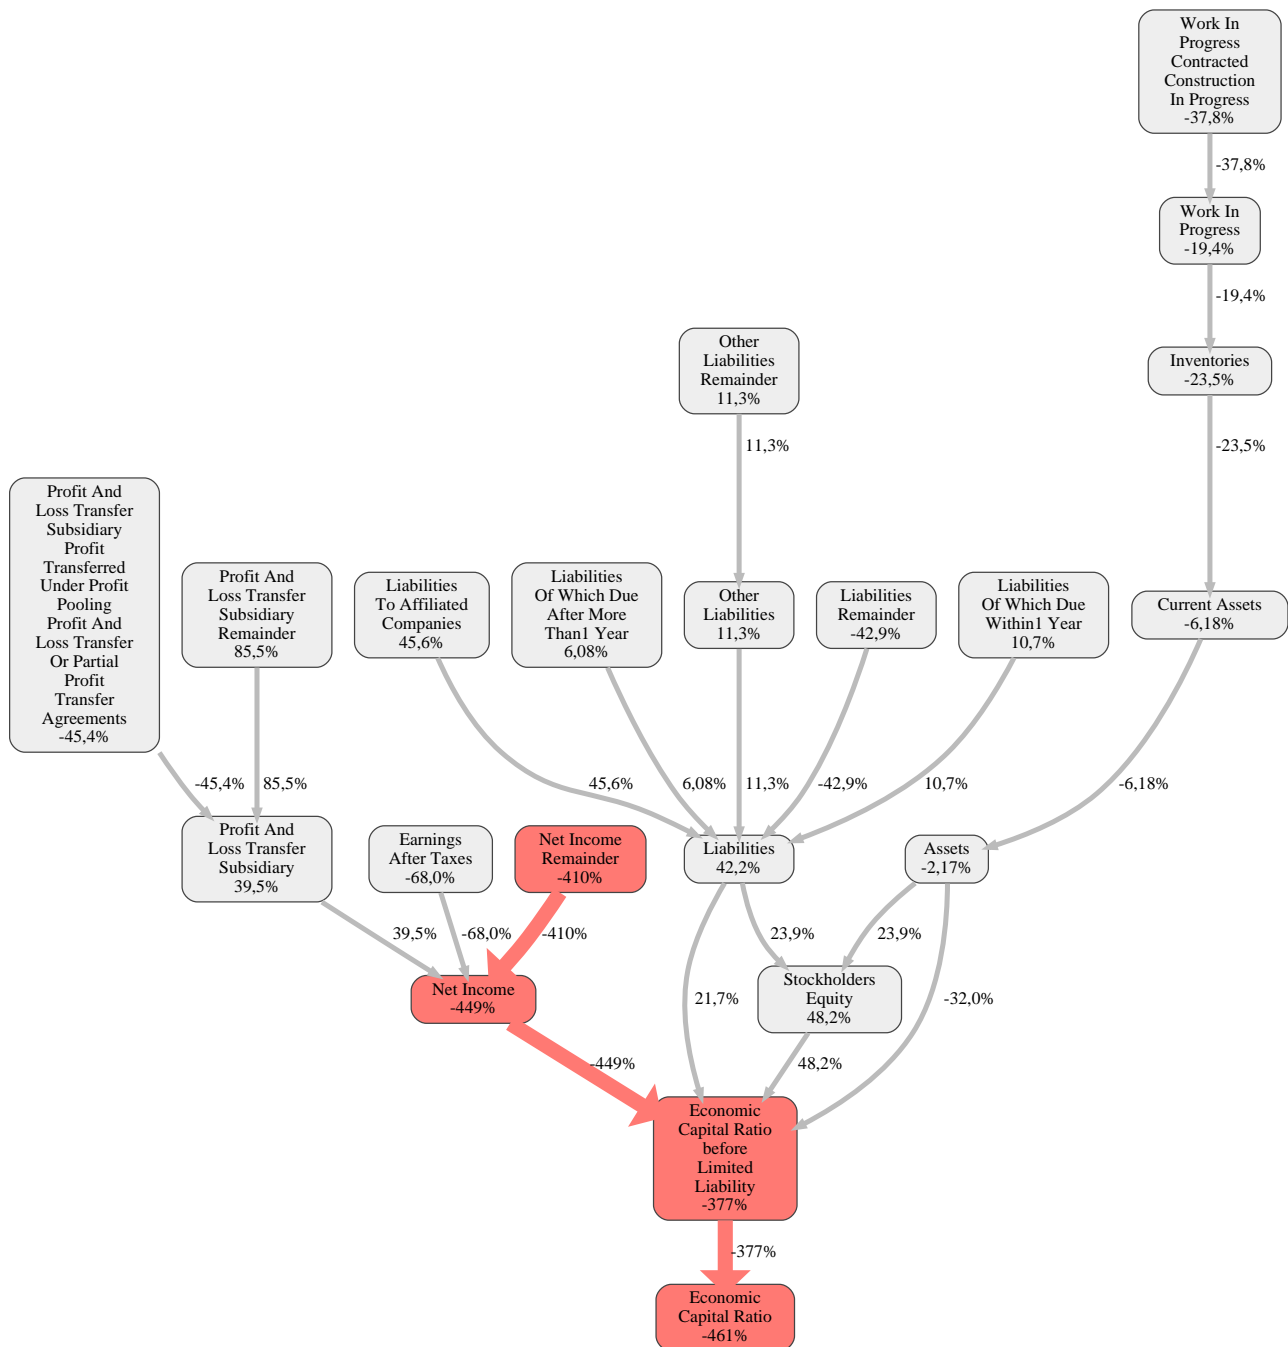 Work In
Progress
Contracted
Construction
In Progress
-37,8%
-37,8%
Work In
Progress
-19,4%
-19,4%
Other
Liabilities
Remainder
11,3%
Inventories
-23,5%
11,3%
-23,5%
Profit And
Loss Transfer
Subsidiary
Profit
Transferred
Under Profit
Pooling
Profit And
Loss Transfer
Or Partial
Profit
Transfer
Agreements
-45,4%
Profit And
Loss Transfer
Subsidiary
Remainder
85,5%
Liabilities
To Affiliated
Companies
45,6%
Liabilities
Of Which Due
After More
Than1 Year
6,08%
Other
Liabilities
11,3%
Liabilities
Remainder
-42,9%
Liabilities
Of Which Due
Within1 Year
10,7%
Current Assets
-6,18%
-45,4%
85,5%
45,6%
6,08%
11,3%
-42,9%
10,7%
-6,18%
Profit And
Loss Transfer
Subsidiary
39,5%
Earnings
After Taxes
-68,0%
Net Income
Remainder
-410%
Liabilities
42,2%
Assets
-2,17%
39,5%
-68,0%
-410%
23,9%
23,9%
Net Income
-449%
Stockholders
Equity
48,2%
21,7%
-32,0%
-449%
48,2%
Economic
Capital Ratio
before
Limited
Liability
-377%
-377%
Economic
Capital Ratio
-461%